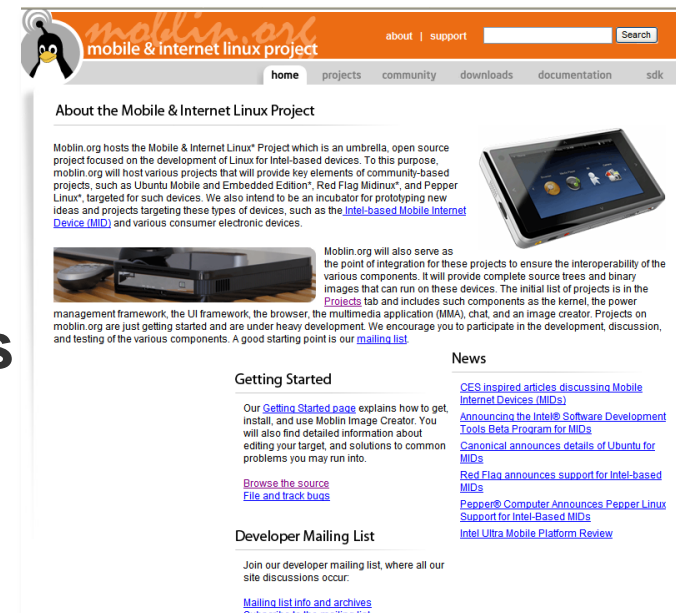 moblin.org
mobile & internet linux project
about | support
Search
home projects community downloads documentation sdk
About the Mobile & Internet Linux Project
Moblin.org hosts the Mobile & Internet Linux* Project which is an umbrella, open source
project focused on the development of Linux for Intel-based devices. To this purpose,
moblin.org will host various projects that will provide key elements of community-based
projects, such as Ubuntu Mobile and Embedded Edition*, Red Flag Midinux*, and Pepper
Linux*, targeted for such devices. We also intend to be an incubator for prototyping new
ideas and projects targeting these types of devices, such as the Intel-based Mobile Internet
Device (MID) and various consumer electronic devices.
Moblin.org will also serve as
the point of integration for these projects to ensure the interoperability of the
various components. It will provide complete source trees and binary
images that can run on these devices. The initial list of projects is in the
Projects tab and includes such components as the kernel, the power
management framework, the UI framework, the browser, the multimedia application (MMA), chat, and an image creator. Projects on
moblin.org are just getting started and are under heavy development. We encourage you to participate in the development, discussion,
and testing of the various components. A good starting point is our mailing list.
s
Getting Started
Our Getting Started page explains how to get,
install, and use Moblin Image Creator. You
will also find detailed information about
editing your target, and solutions to common
problems you may run into.
Browse the source
File and track bugs
Developer Mailing List
Join our developer mailing list, where all our
site discussions occur:
Mailing list info and archives
Subscribe to the mailing list
News
CES inspired articles discussing Mobile
Internet Devices (MIDs)
Announcing the Intel® Software Development
Tools Beta Program for MIDs
Canonical announces details of Ubuntu for
MIDs
Red Flag announces support for Intel-based
MIDs
Pepper® Computer Announces Pepper Linux
Support for Intel-Based MIDs
Intel Ultra Mobile Platform Review